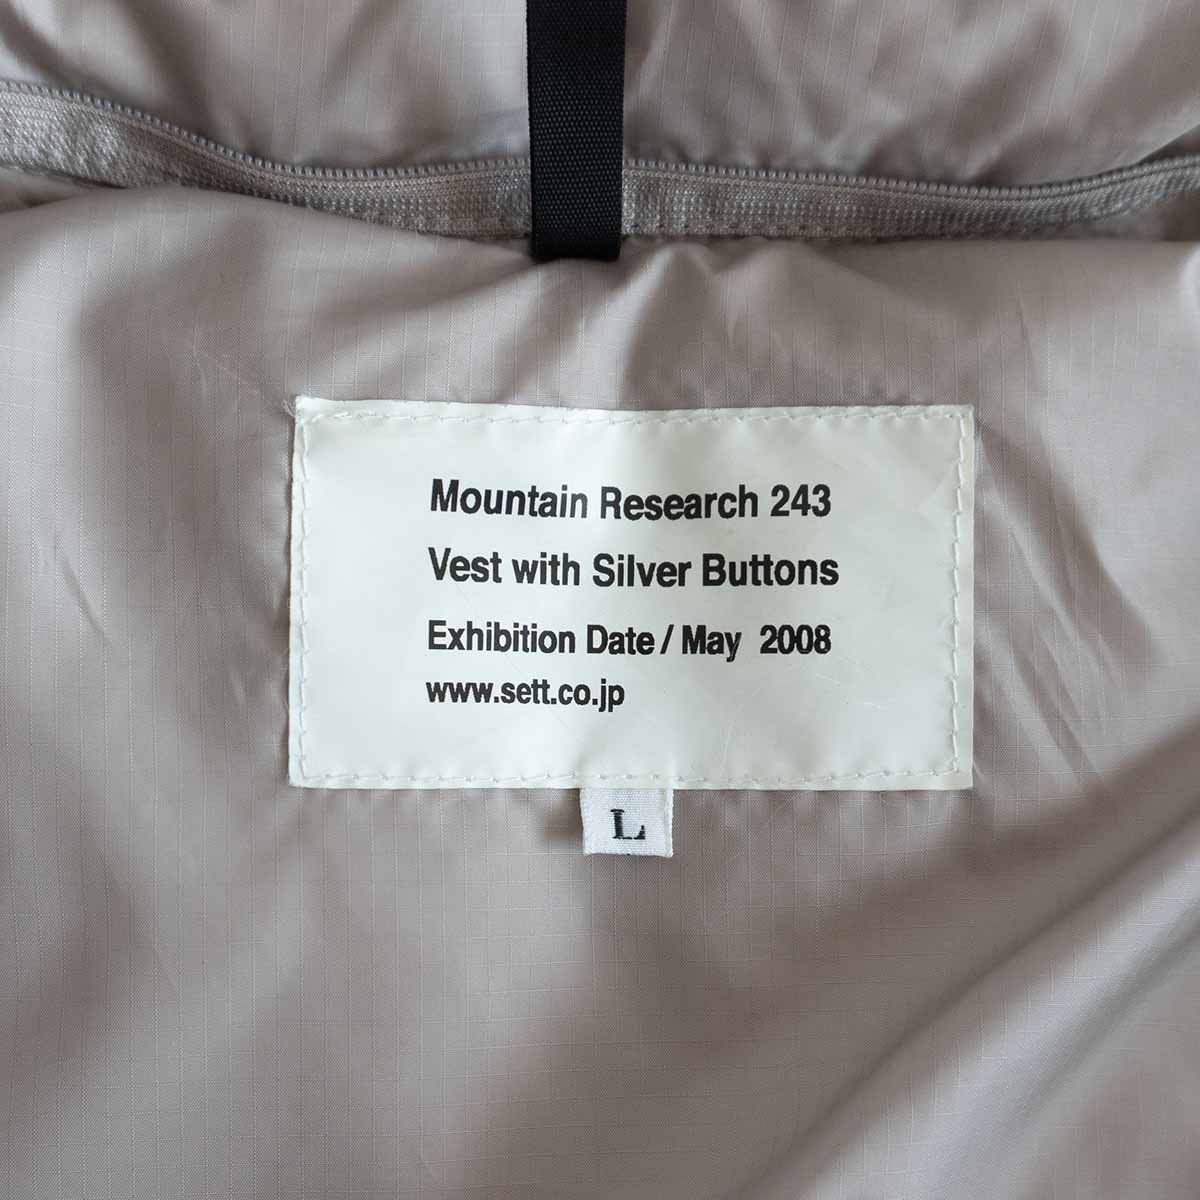 Mountain Research 243
Vest with Silver Buttons
Exhibition Date / May 2008
www.sett.co.jp
L